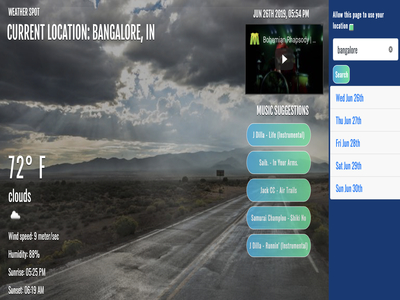 WEATHER SPOT
CURRENT LOCATION: BANGALORE, IN
72° F
clouds
Wind speed: 9 meter/sec
Humidity: 88%
Sunrise: 05:25 PM
Sunset: 06:19 AM
JUN 26TH 2019, 05:54 PM
Bohemian Rhapsody | ...
MUSIC SUGGESTIONS
J Dilla - Life (Instrumental)
Sails. - In Your Arms.
Jack CC - Air Trails
Samurai Champloo - Shiki No
J Dilla - Runnin' (Instrumental)
Allow this page to use your
location
bangalore
Search
Wed Jun 26th
Thu Jun 27th
Fri Jun 28th
Sat Jun 29th
Sun Jun 30th